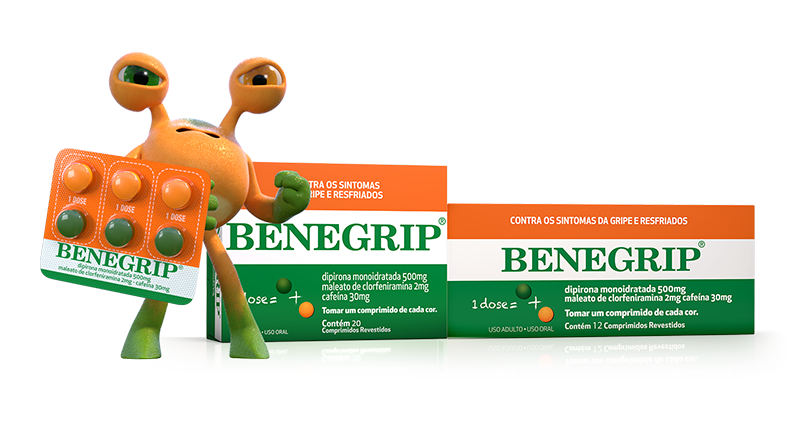 1 DOSE
1 DOSE
1 DOSE
BENEGRIP®
dipirona monoidratada 500mg
maleato de clorfeniramina 2mg - cafeína 30mg
TRA OS SINTOMAS
RIPE E RESFRIADOS
BENEGRIP®
dipirona monoidratada 500mg
maleato de clorfeniramina 2mg
cafeína 30mg
dose= +
Tomar um comprimido de cada cor.
Contém 20
Comprimidos Revestidos
• USO ORAL
CONTRA OS SINTOMAS DA GRIPE E RESFRIADOS
BENEGRIP®
dipirona monoidratada 500mg
maleato de clorfeniramina 2mg cafeína 30mg
1 dose= +
Tomar um comprimido de cada cor.
USO ADULTO • USO ORAL
Contém 12 Comprimidos Revestidos